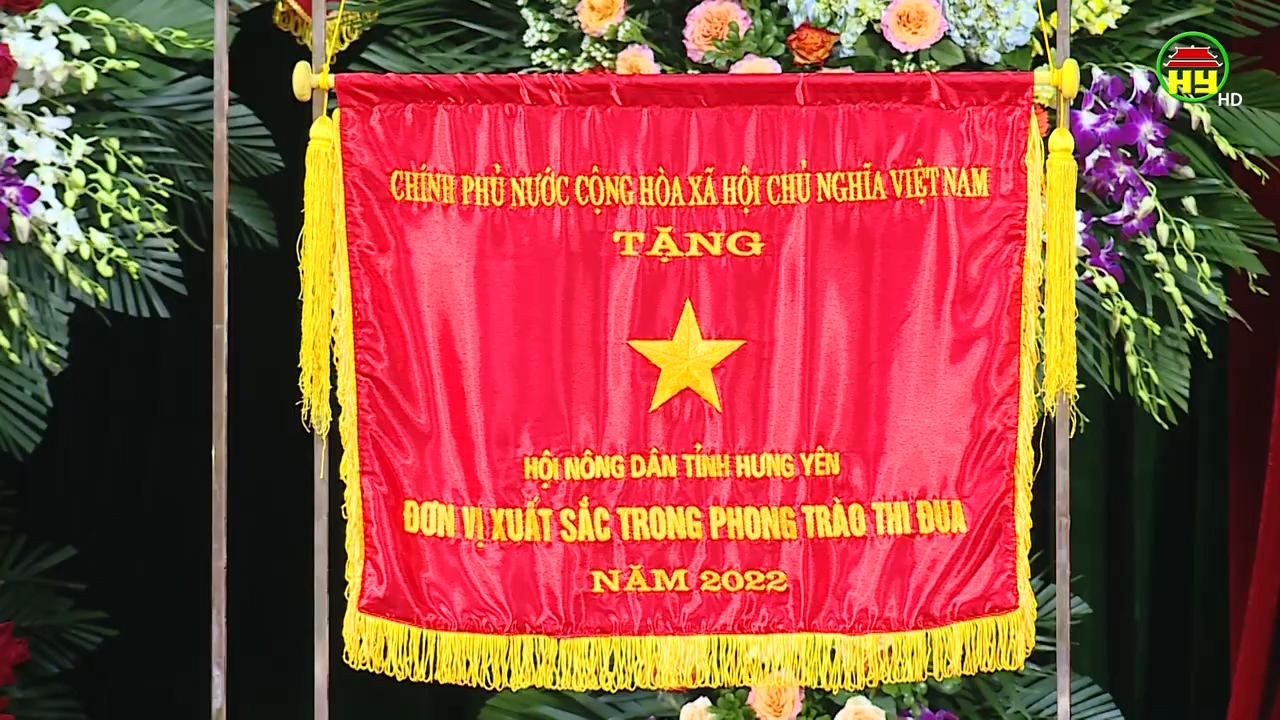 HY
HD
CHÍNH PHỦ NƯỚC CỘNG HÒA XÃ HỘI CHỦ NGHĨA VIỆT NAM
TẶNG
HỘI NÔNG DÂN TỈNH HƯNG YÊN
ĐƠN VỊ XUẤT SẮC TRONG PHONG TRÀO THI ĐUA
NĂM 2022